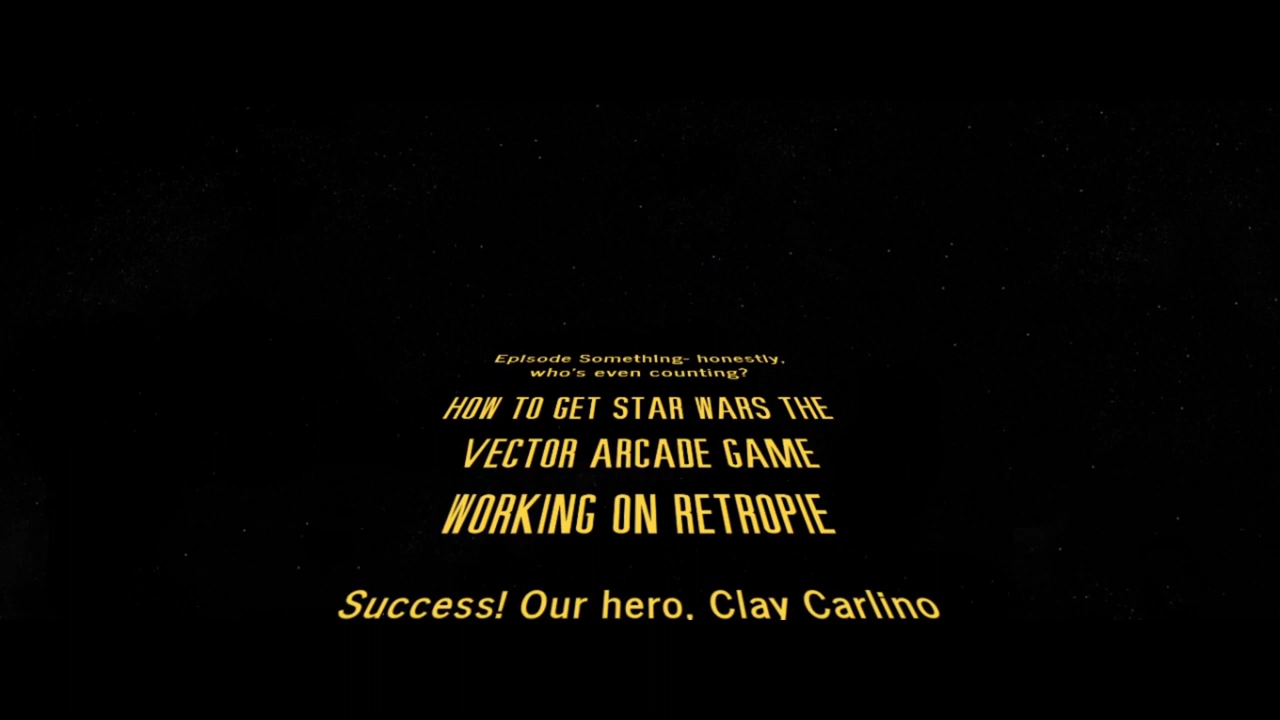 Episode Something- honestly,
who's even counting?
HOW TO GET STAR WARS THE
VECTOR ARCADE GAME
WORKING ON RETROPIE
Success! Our hero, Clay Carlino